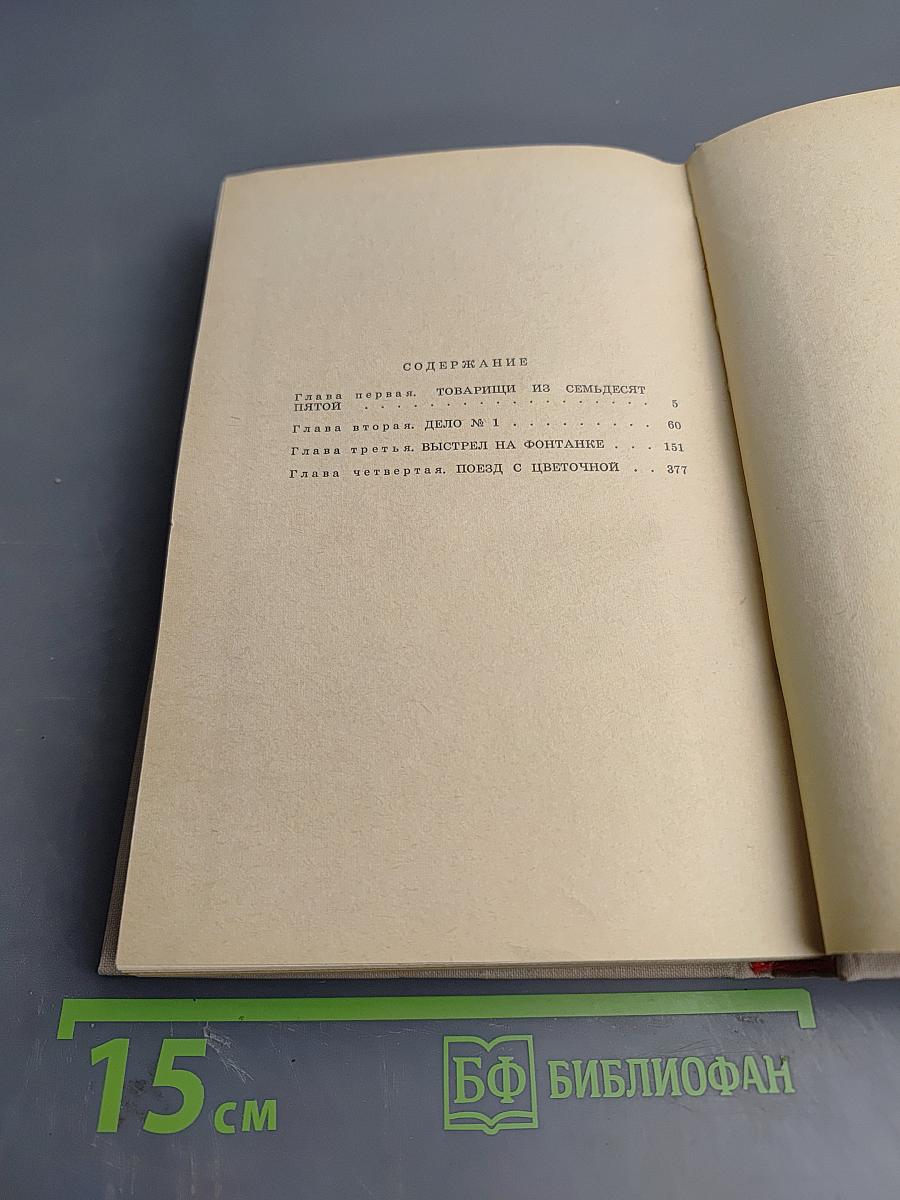 СОДЕРЖАНИЕ
Глава первая. ТОВАРИЩИ ИЗ СЕМЬДЕСЯТ
ПЯТОЙ . . . . . . . . . . . . . . . . . . 5
Глава вторая. ДЕЛО № 1 . . . . . . . . . 60
Глава третья. ВЫСТРЕЛ НА ФОНТАНКЕ . . . 151
Глава четвертая. ПОЕЗД С ЦВЕТОЧНОЙ . . 377
15 см
БФ БИБЛИОФАН